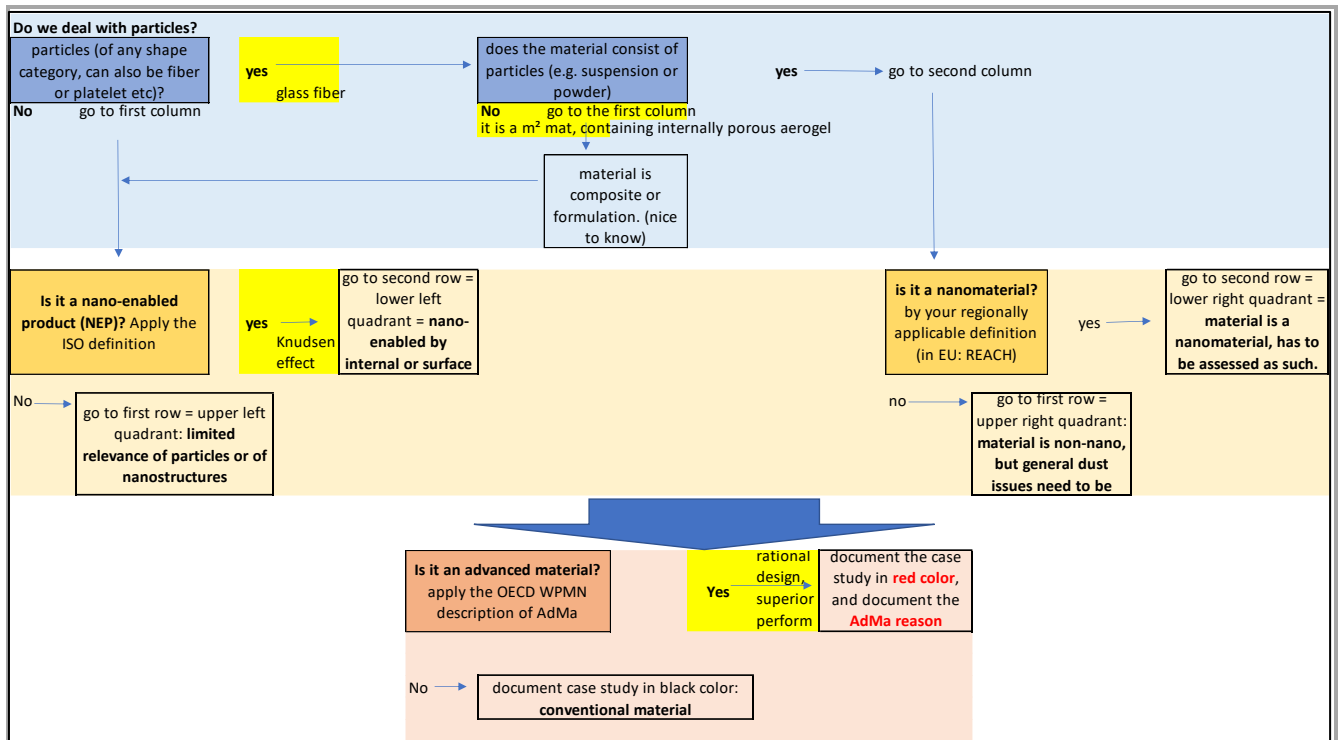 Do we deal with particles?
particles (of any shape
category, can also be fiber
or platelet etc)?
yes
glass fiber
does the material consist of
particles (e.g. suspension or
powder)
yes
go to second column
No go to first column
No go to the first column
it is a m² mat, containing internally porous aerogel
material is
composite or
formulation. (nice
to know)
Is it a nano-enabled
product (NEP)? Apply the
ISO definition
yes
Knudsen
effect
go to second row =
lower left
quadrant = nano-
enabled by
internal or surface
is it a nanomaterial?
by your regionally
applicable definition
(in EU: REACH)
yes
go to second row =
lower right quadrant =
material is a
nanomaterial, has to
be assessed as such.
No
go to first row = upper left
quadrant: limited
relevance of particles or of
nanostructures
no
go to first row =
upper right quadrant:
material is non-nano,
but general dust
issues need to be
Is it an advanced material?
apply the OECD WPMN
description of AdMa
Yes
rational
design,
superior
perform
document the case
study in red color,
and document the
AdMa reason
No
document case study in black color:
conventional material